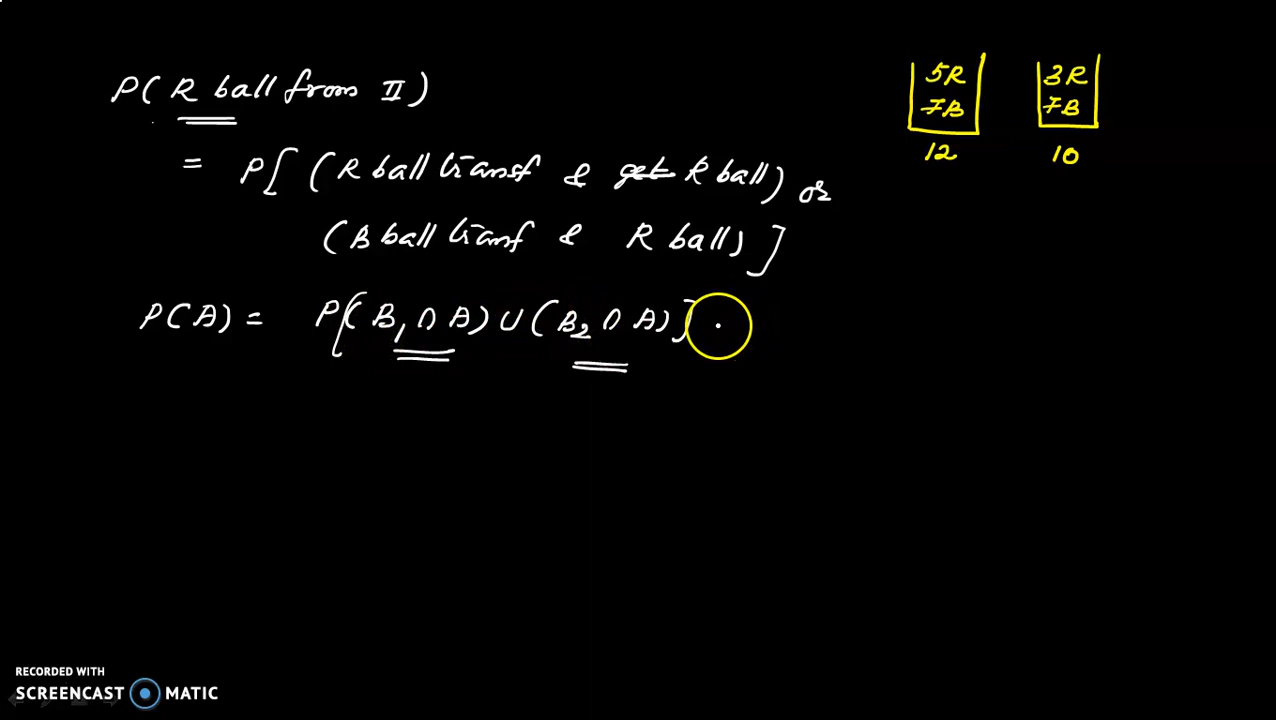 P( R ball from II )
5R
7B
12
3R
7B
10
= P[ ( R ball transf & get R ball) or
( B ball transf & R ball) ]
P(A) = P[( B₁ ∩ A) ∪ ( B₂ ∩ A) ]
RECORDED WITH
SCREENCAST MATIC